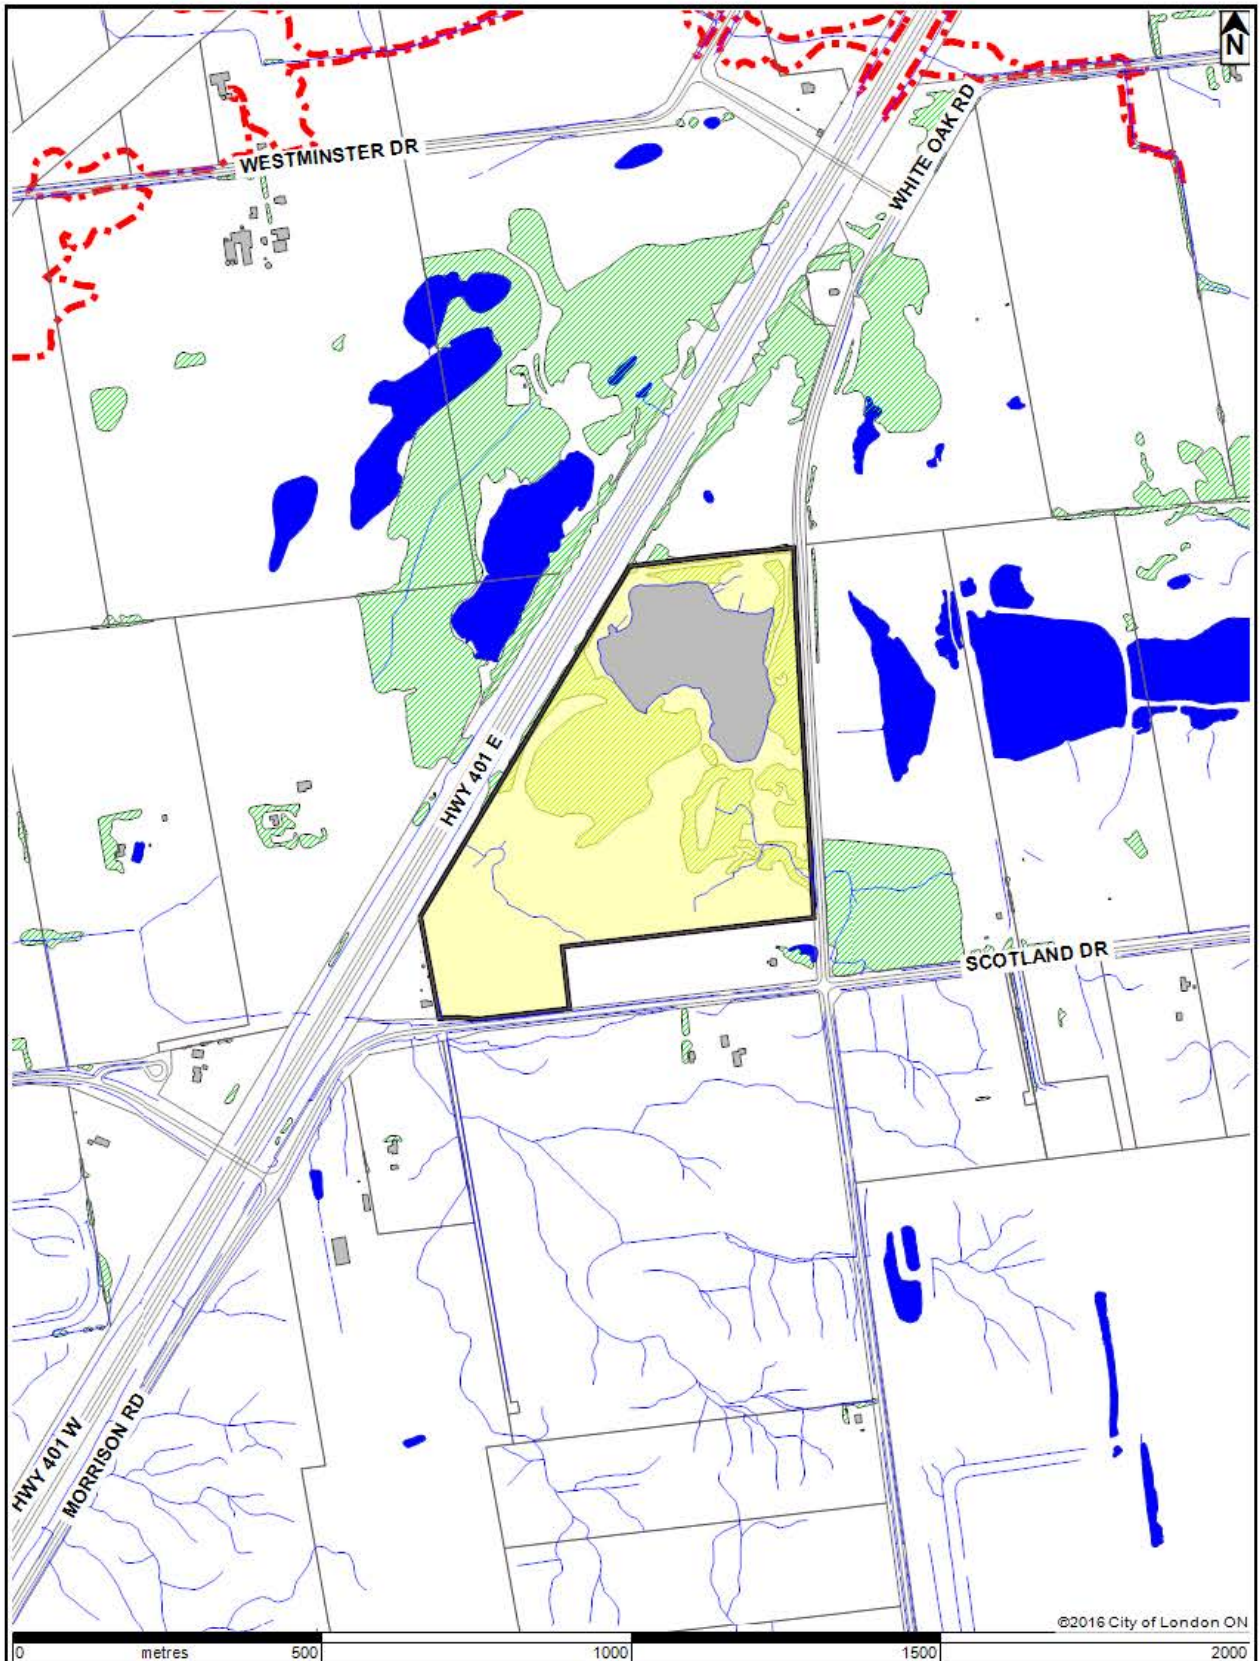 N
WESTMINSTER DR
WHITE OAK RD
HWY 401 E
SCOTLAND DR
HWY 401 W
MORRISON RD
©2016 City of London ON
0 metres 500 1000 1500 2000